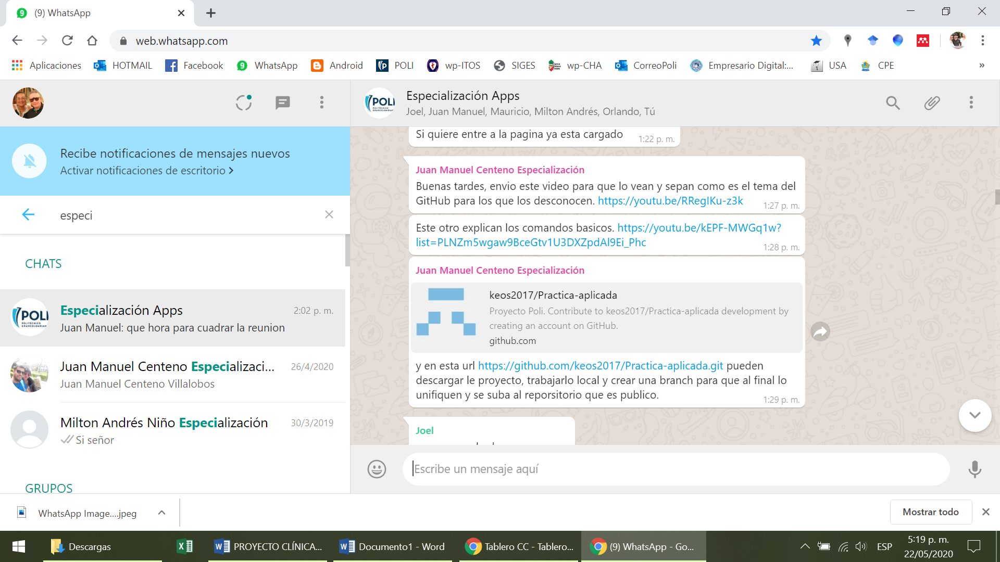 (9) WhatsApp
web.whatsapp.com
Aplicaciones HOTMAIL Facebook WhatsApp Android POLI wp-ITOS SIGES wp-CHA CorreoPoli Empresario Digital:... USA CPE »
Especialización Apps
Joel, Juan Manuel, Mauricio, Milton Andrés, Orlando, Tú
Recibe notificaciones de mensajes nuevos
Activar notificaciones de escritorio
especi
CHATS
POLI
POLITÉCNICO
GRANCOLOMBIANO
Especialización Apps 2:02 p. m.
Juan Manuel: que hora para cuadrar la reunion
Juan Manuel Centeno Especializaci... 26/4/2020
Juan Manuel Centeno Villalobos
Milton Andrés Niño Especialización 30/3/2019
Si señor
GRUPOS
Si quiere entre a la pagina ya esta cargado 1:22 p. m.
Juan Manuel Centeno Especialización
Buenas tardes, envio este video para que lo vean y sepan como es el tema del
GitHub para los que los desconocen. https://youtu.be/RRegIKu-z3k 1:27 p. m.
Este otro explican los comandos basicos. https://youtu.be/kEPF-MWGq1w?
list=PLNZm5wgaw9BceGtv1U3DXZpdAl9Ei_Phc 1:28 p. m.
Juan Manuel Centeno Especialización
keos2017/Practica-aplicada
Proyecto Poli. Contribute to keos2017/Practica-aplicada development by
creating an account on GitHub.
github.com
y en esta url https://github.com/keos2017/Practica-aplicada.git pueden
descargar le proyecto, trabajarlo local y crear una branch para que al final lo
unifiquen y se suba al reporsitorio que es publico. 1:29 p. m.
Joel
Escribe un mensaje aquí
WhatsApp Image....jpeg Mostrar todo
Descargas PROYECTO CLÍNICA... Documento1 - Word Tablero CC - Tablero... (9) WhatsApp - Go... ESP 5:19 p. m.
22/05/2020